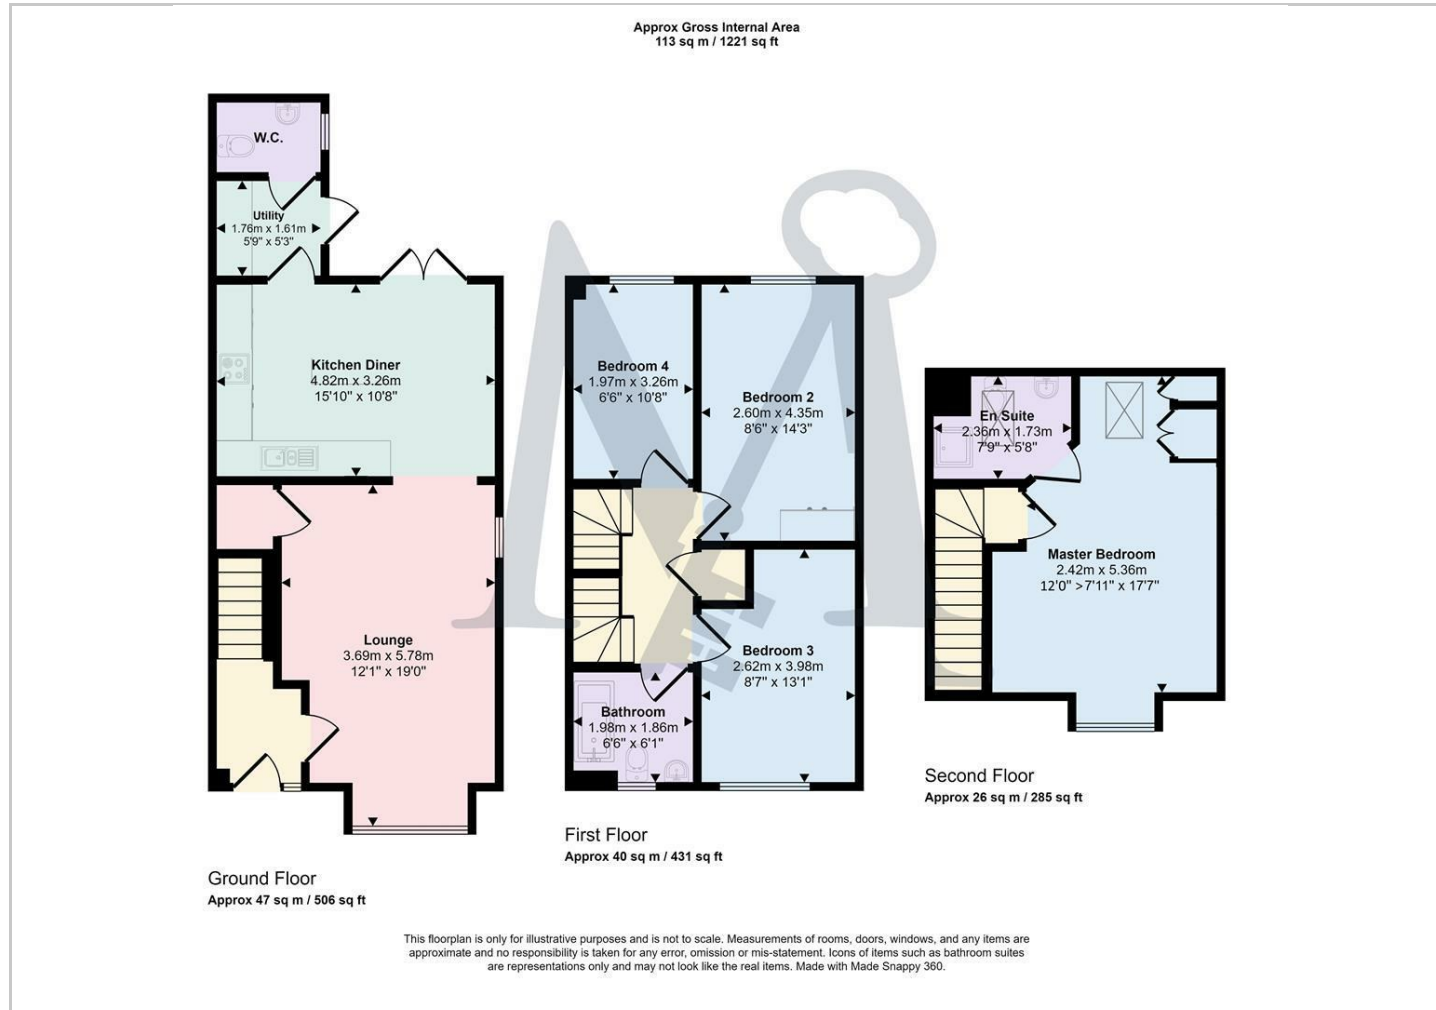 Approx Gross Internal Area
113 sq m / 1221 sq ft
W.C.
Utility
1.76m x 1.61m
5'9" x 5'3"
Kitchen Diner
4.82m x 3.26m
15'10" x 10'8"
Lounge
3.69m x 5.78m
12'1" x 19'0"
Ground Floor
Approx 47 sq m / 506 sq ft
Bedroom 4
1.97m x 3.26m
6'6" x 10'8"
Bedroom 2
2.60m x 4.35m
8'6" x 14'3"
Bedroom 3
2.62m x 3.98m
8'7" x 13'1"
Bathroom
1.98m x 1.86m
6'6" x 6'1"
First Floor
Approx 40 sq m / 431 sq ft
En Suite
2.36m x 1.73m
7'9" x 5'8"
Master Bedroom
2.42m x 5.36m
12'0" >7'11" x 17'7"
Second Floor
Approx 26 sq m / 285 sq ft
This floorplan is only for illustrative purposes and is not to scale. Measurements of rooms, doors, windows, and any items are
approximate and no responsibility is taken for any error, omission or mis-statement. Icons of items such as bathroom suites
are representations only and may not look like the real items. Made with Made Snappy 360.